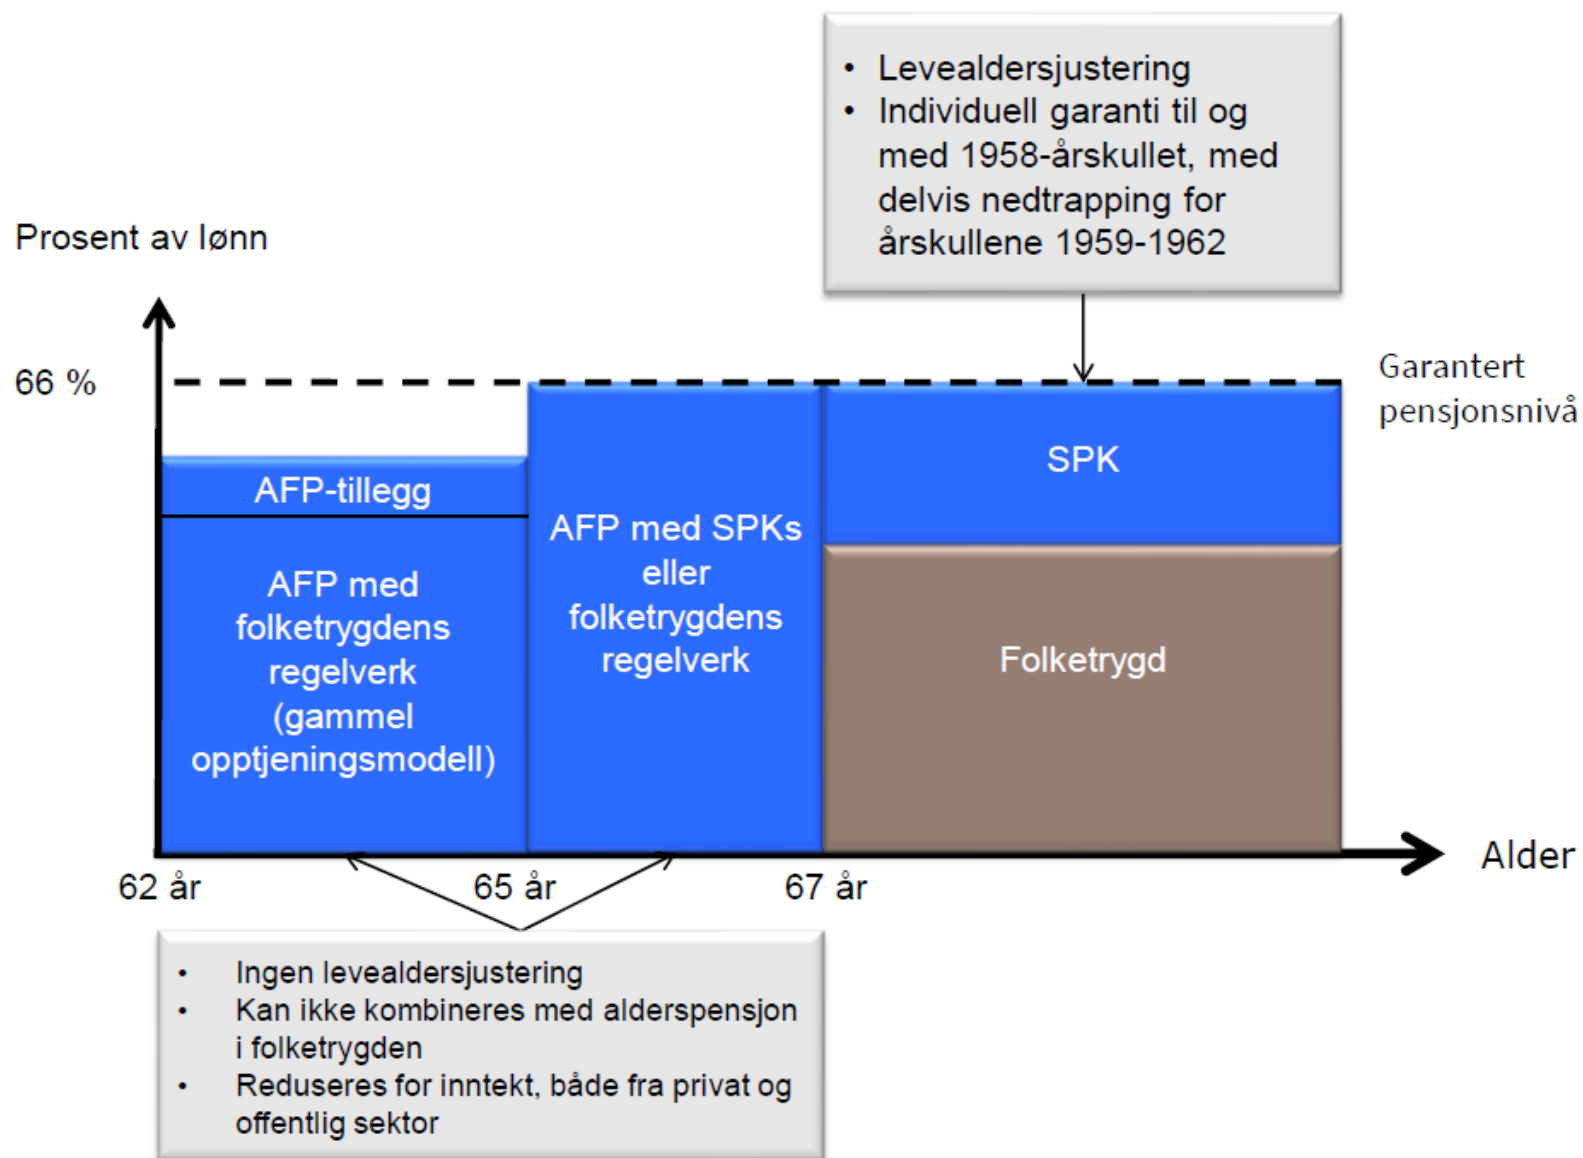 • Levealdersjustering
• Individuell garanti til og
med 1958-årskullet, med
delvis nedtrapping for
årskullene 1959-1962
Prosent av lønn
66 %
Garantert
pensjonsnivå
AFP-tillegg
AFP med
folketrygdens
regelverk
(gammel
opptjeningsmodell)
AFP med SPKs
eller
folketrygdens
regelverk
SPK
Folketrygd
Alder
62 år
65 år
67 år
• Ingen levealdersjustering
• Kan ikke kombineres med alderspensjon
i folketrygden
• Reduseres for inntekt, både fra privat og
offentlig sektor